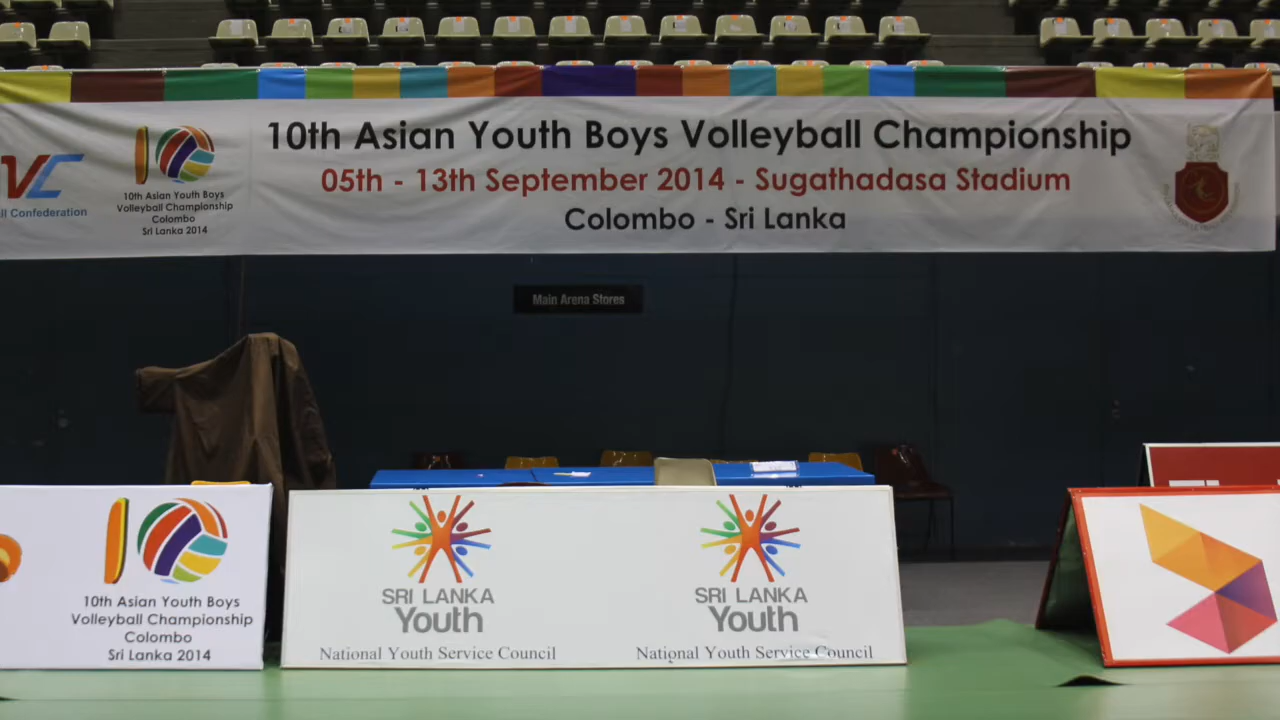 10th Asian Youth Boys Volleyball Championship
05th - 13th September 2014 - Sugathadasa Stadium
Colombo - Sri Lanka
VC
Confederation
10th Asian Youth Boys
Volleyball Championship
Colombo
Sri Lanka 2014
Main Arena Stores
10th Asian Youth Boys
Volleyball Championship
Colombo
Sri Lanka 2014
SRI LANKA
Youth
National Youth Service Council
SRI LANKA
Youth
National Youth Service Council